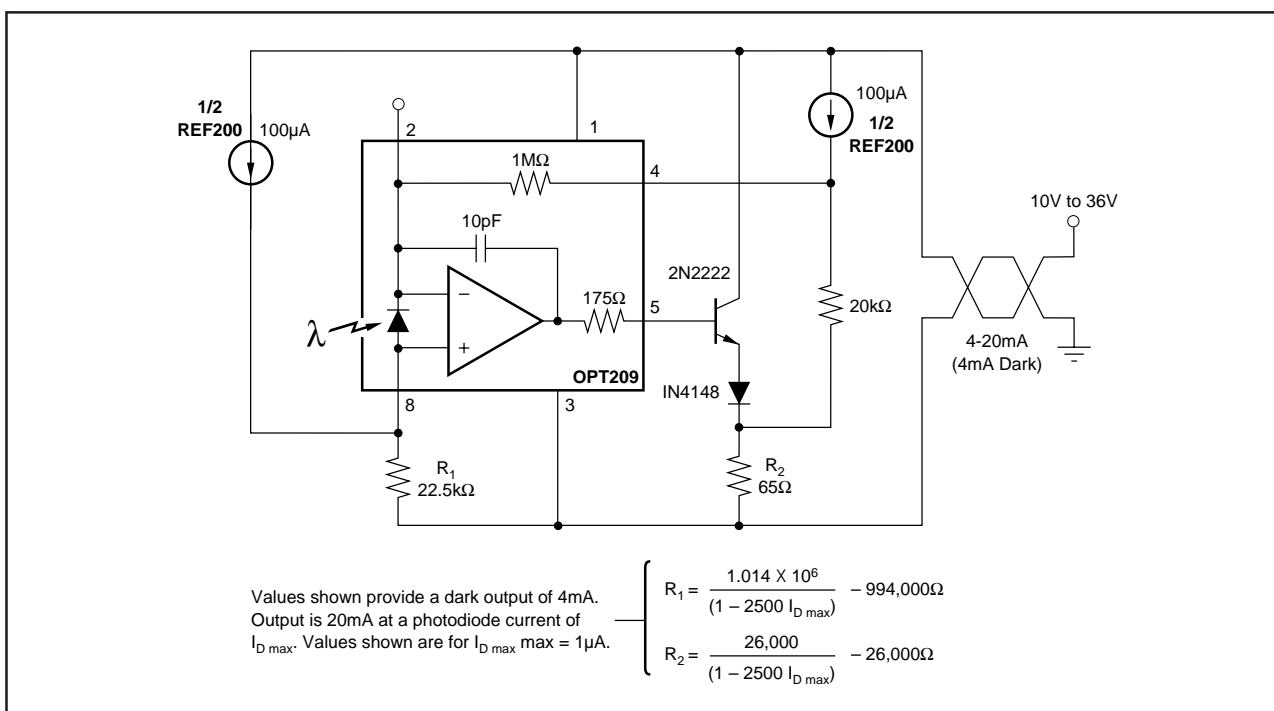 1/2
REF200
100µA
2
1
100µA
1/2
REF200
1MΩ
4
10V to 36V
10pF
2N2222
175Ω
5
20kΩ
λ
–
+
4-20mA
(4mA Dark)
OPT209
IN4148
8
3
R1
22.5kΩ
R2
65Ω
Values shown provide a dark output of 4mA.
Output is 20mA at a photodiode current of
ID max. Values shown are for ID max max = 1µA.
R1 = 1.014 X 10⁶ / (1 – 2500 ID max) – 994,000Ω
R2 = 26,000 / (1 – 2500 ID max) – 26,000Ω